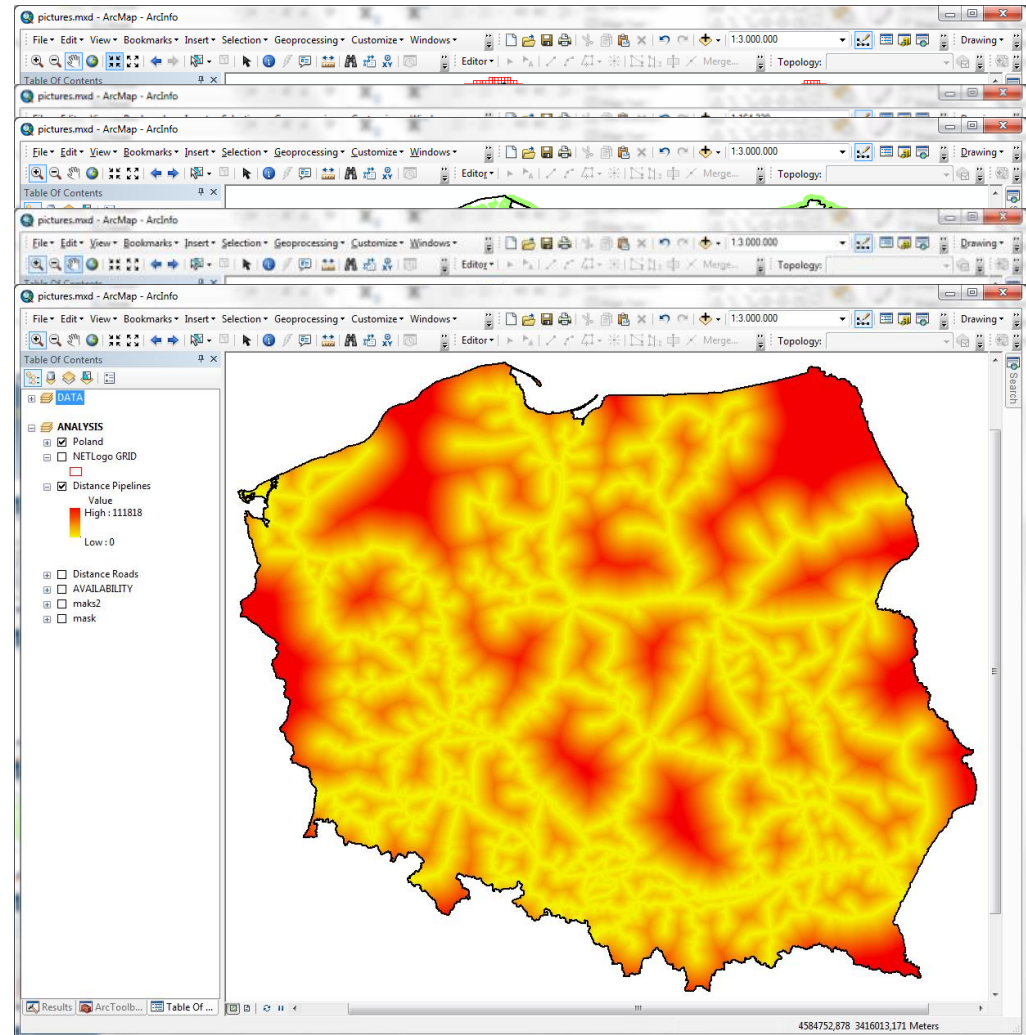 pictures.mxd - ArcMap - ArcInfo
File Edit View Bookmarks Insert Selection Geoprocessing Customize Windows 1:3.000.000 Drawing
Editor Merge... Topology:
Table Of Contents
pictures.mxd - ArcMap - ArcInfo
pictures.mxd - ArcMap - ArcInfo
File Edit View Bookmarks Insert Selection Geoprocessing Customize Windows 1:3.000.000 Drawing
Editor Merge... Topology:
Table Of Contents
pictures.mxd - ArcMap - ArcInfo
File Edit View Bookmarks Insert Selection Geoprocessing Customize Windows 1:3.000.000 Drawing
Editor Merge... Topology:
pictures.mxd - ArcMap - ArcInfo
File Edit View Bookmarks Insert Selection Geoprocessing Customize Windows 1:3.000.000 Drawing
Editor Merge... Topology:
Table Of Contents
Search
DATA
ANALYSIS
Poland
NETLogo GRID
Distance Pipelines
Value
High : 111818
Low : 0
Distance Roads
AVAILABILITY
maks2
mask
Results ArcToolb... Table Of ...
4584752,878 3416013,171 Meters